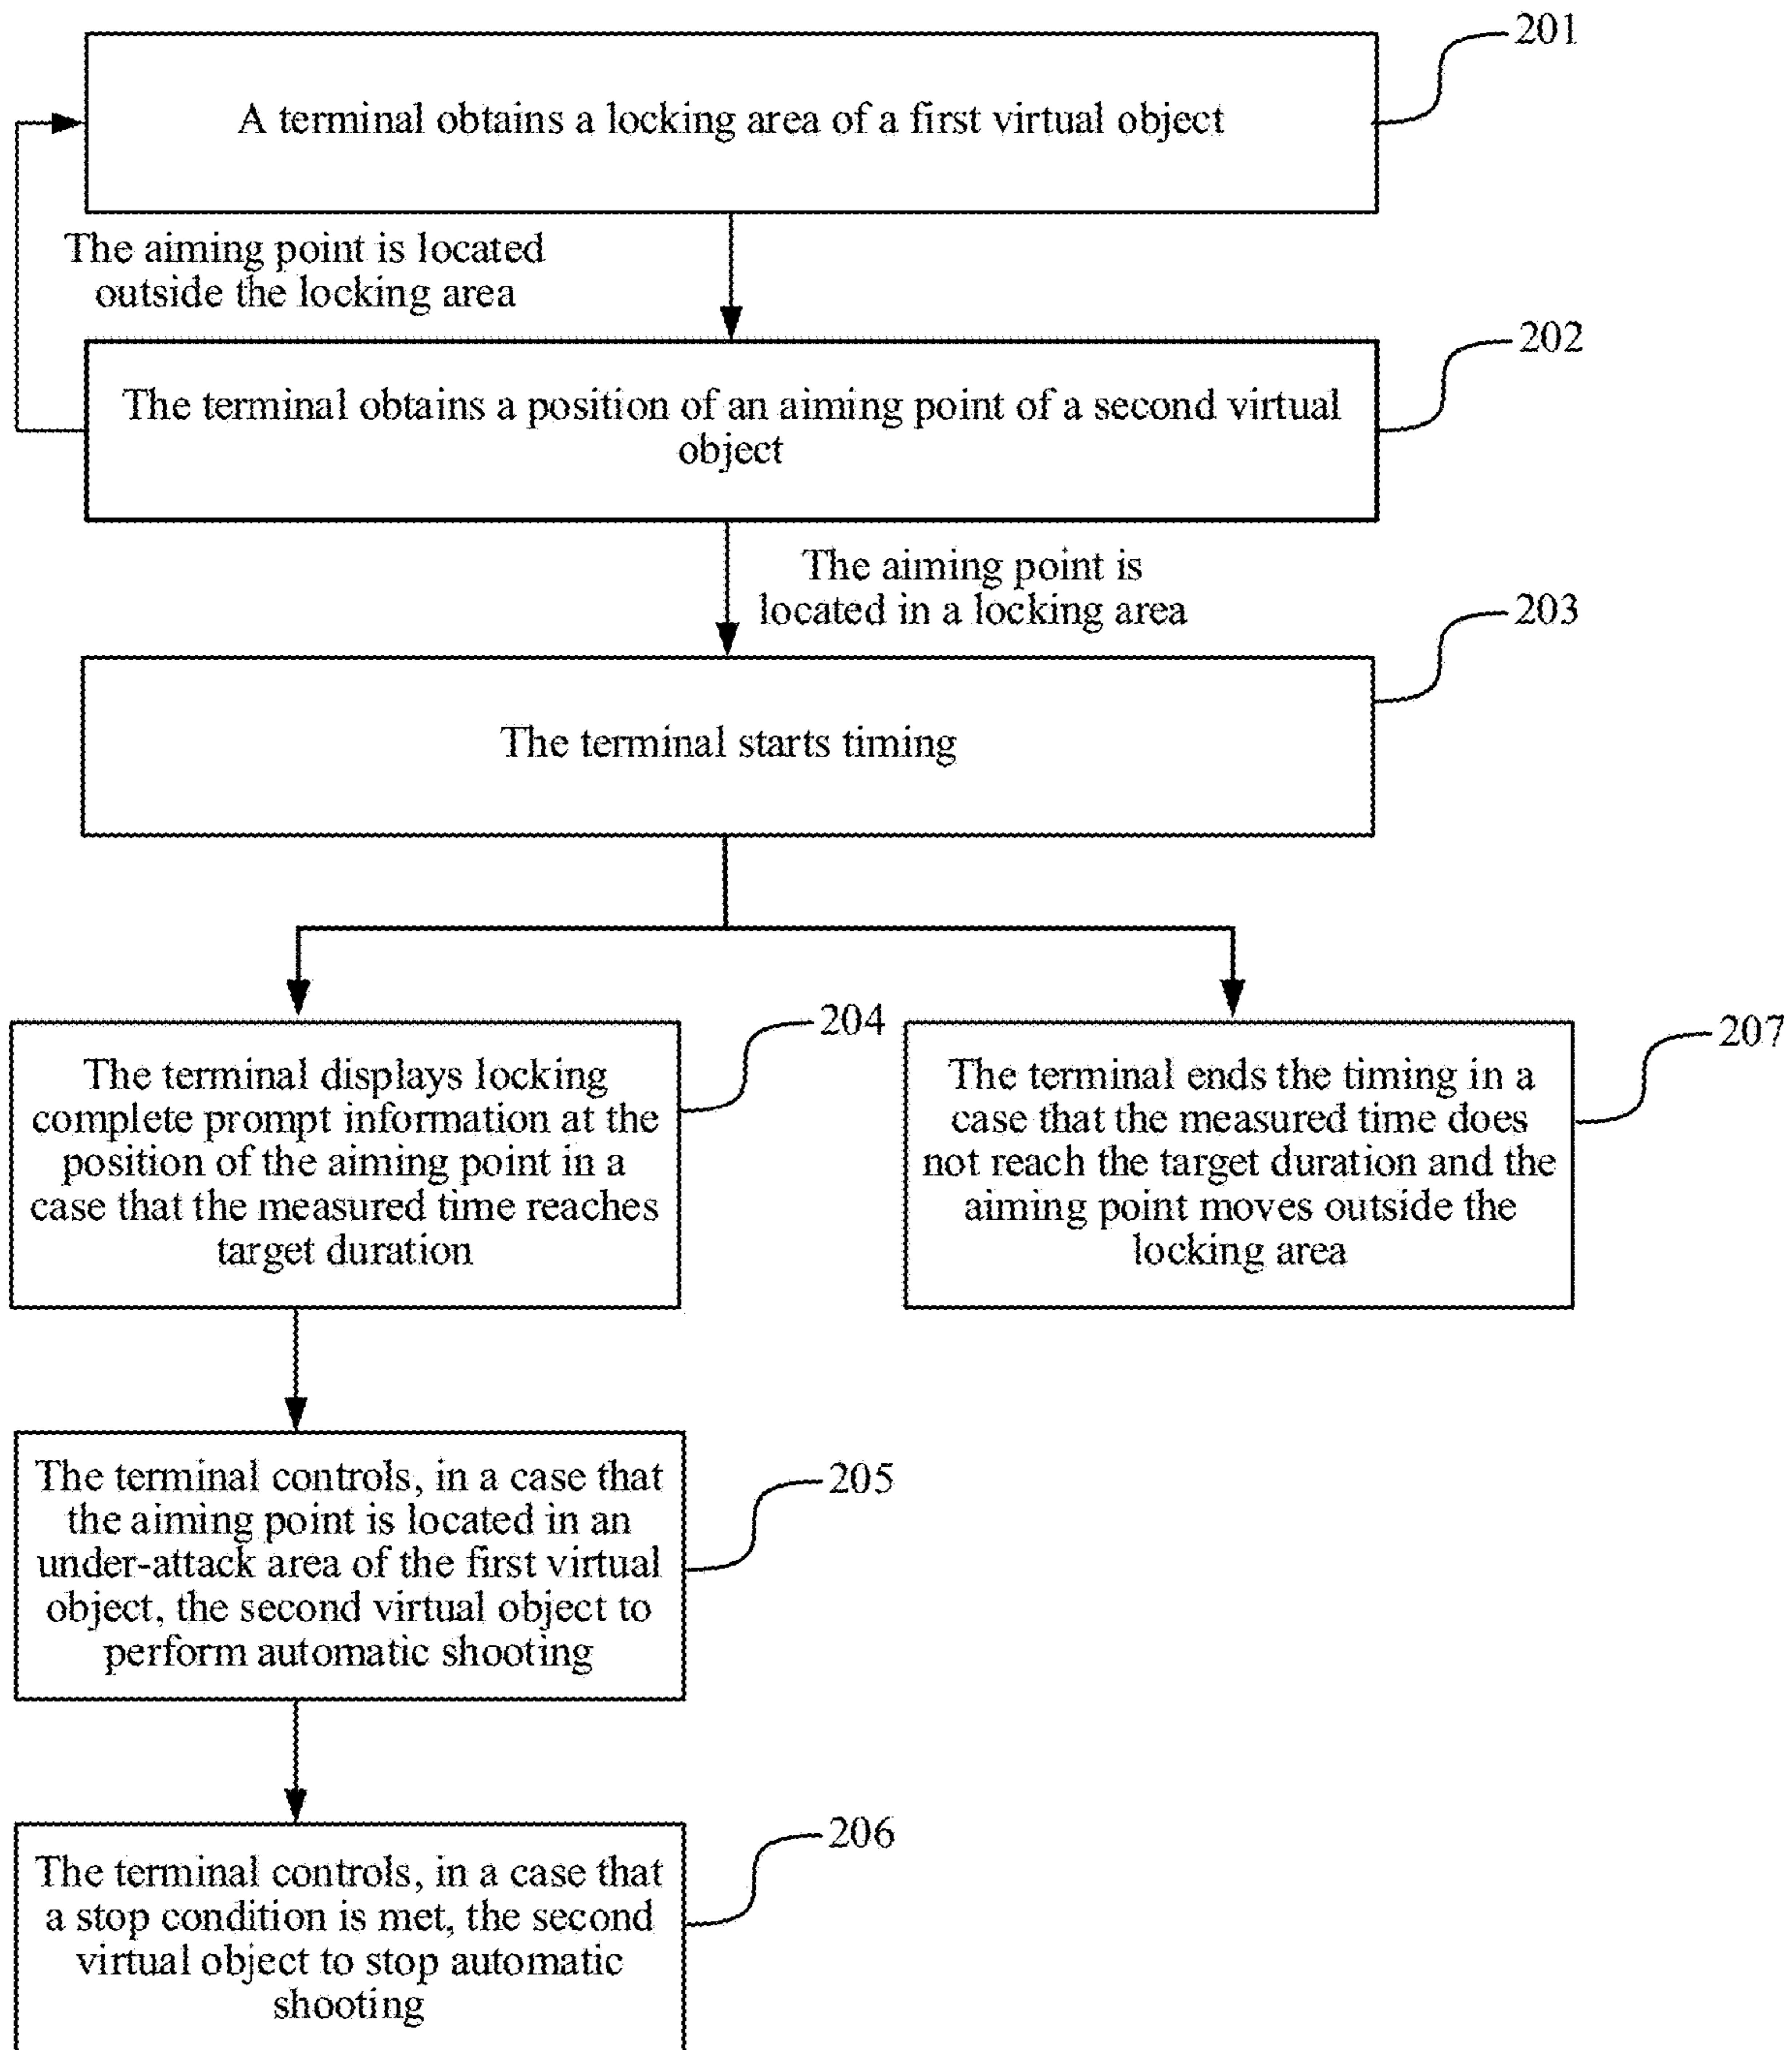 201
A terminal obtains a locking area of a first virtual object
The aiming point is located
outside the locking area
202
The terminal obtains a position of an aiming point of a second virtual
object
The aiming point is
located in a locking area
203
The terminal starts timing
204
The terminal displays locking
complete prompt information at the
position of the aiming point in a
case that the measured time reaches
target duration
207
The terminal ends the timing in a
case that the measured time does
not reach the target duration and the
aiming point moves outside the
locking area
205
The terminal controls, in a case that
the aiming point is located in an
under-attack area of the first virtual
object, the second virtual object to
perform automatic shooting
206
The terminal controls, in a case that
a stop condition is met, the second
virtual object to stop automatic
shooting